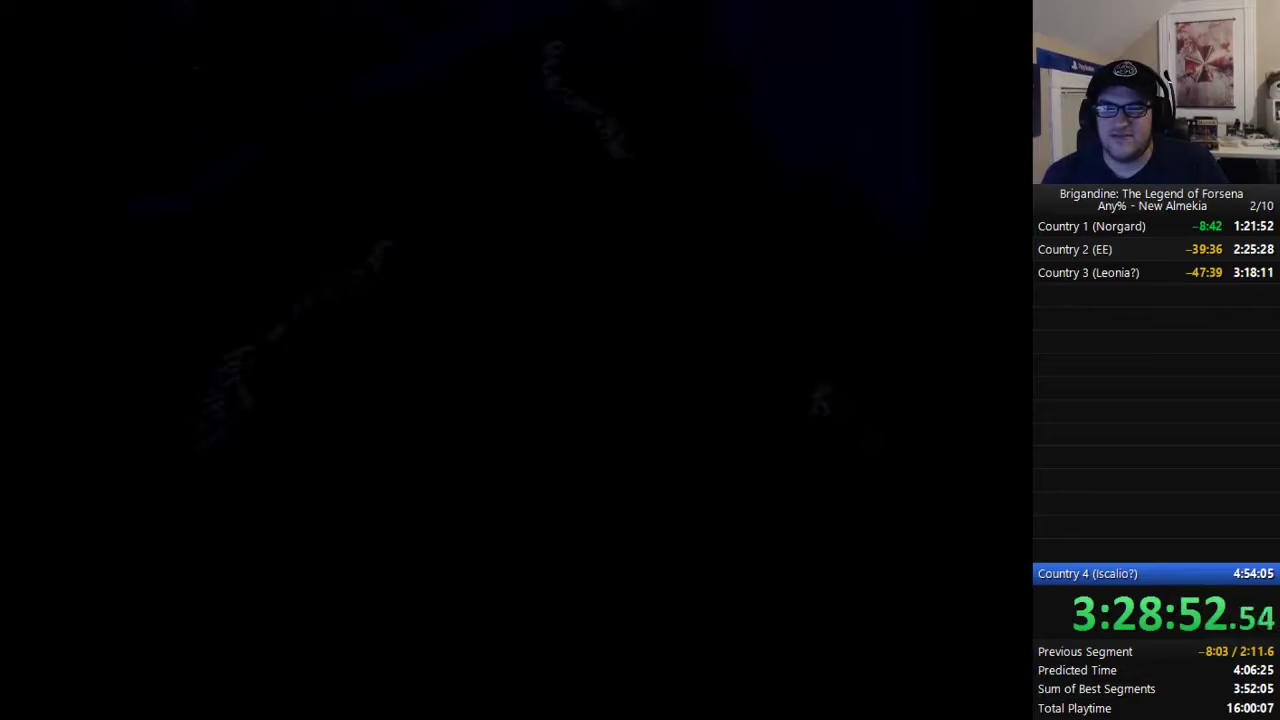 Brigandine: The Legend of Forsena
Any% - New Almekia 2/10
Country 1 (Norgard) −8:42 1:21:52
Country 2 (EE) −39:36 2:25:28
Country 3 (Leonia?) −47:39 3:18:11
Country 4 (Iscalio?) 4:54:05
3:28:52.54
Previous Segment −8:03 / 2:11.6
Predicted Time 4:06:25
Sum of Best Segments 3:52:05
Total Playtime 16:00:07